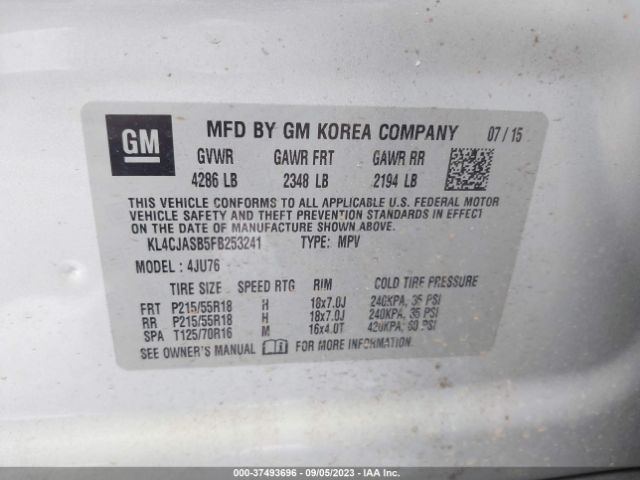 GM MFD BY GM KOREA COMPANY 07/15
GVWR GAWR FRT GAWR RR
4286 LB 2348 LB 2194 LB
THIS VEHICLE CONFORMS TO ALL APPLICABLE U.S. FEDERAL MOTOR
VEHICLE SAFETY AND THEFT PREVENTION STANDARDS IN EFFECT
ON THE DATE OF MANUFACTURE SHOWN ABOVE.
KL4CJASB5FB253241 TYPE: MPV
MODEL: 4JU76
TIRE SIZE SPEED RTG RIM COLD TIRE PRESSURE
FRT P215/55R18 H 18x7.0J 240KPA, 35 PSI
RR P215/55R18 H 18x7.0J 240KPA, 35 PSI
SPA T125/70R16 M 16x4.0T 420KPA, 60 PSI
SEE OWNER'S MANUAL FOR MORE INFORMATION.
000-37493696 - 09/05/2023 - IAA Inc.